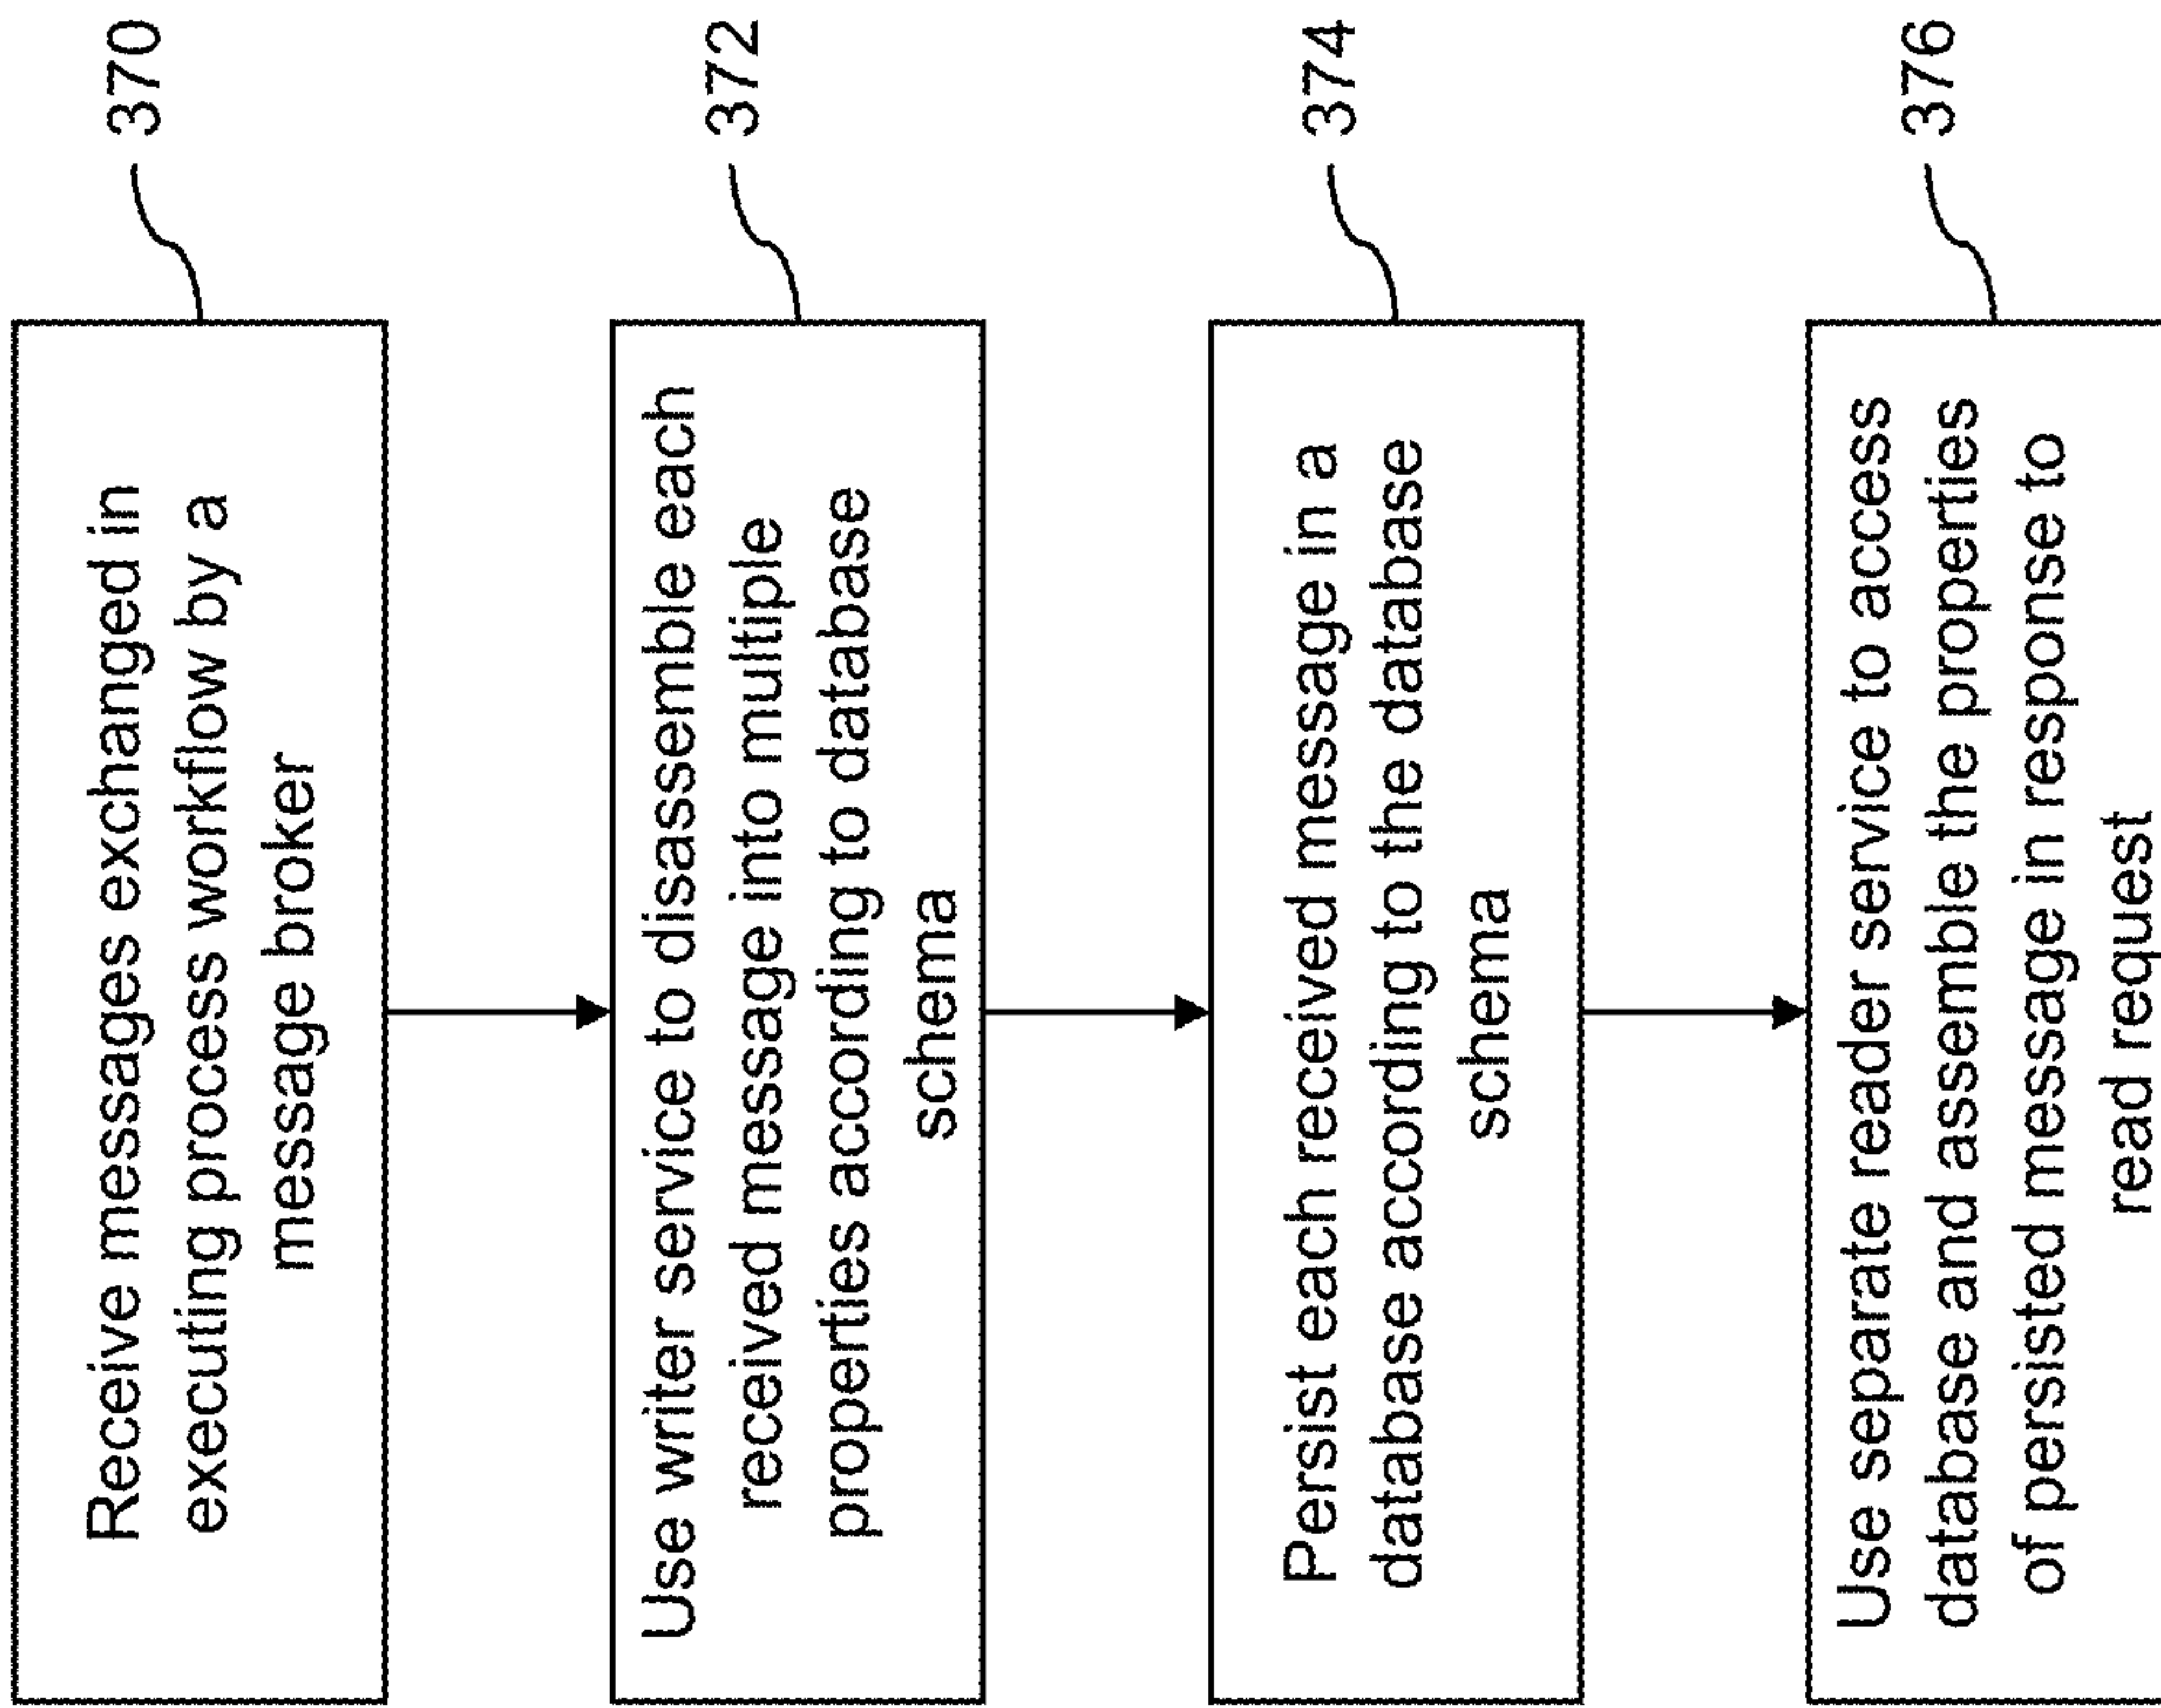 Receive messages exchanged in
executing process workflow by a
message broker
370
Use writer service to disassemble each
received message into multiple
properties according to database
schema
372
Persist each received message in a
database according to the database
schema
374
Use separate reader service to access
database and assemble the properties
of persisted message in response to
read request
376